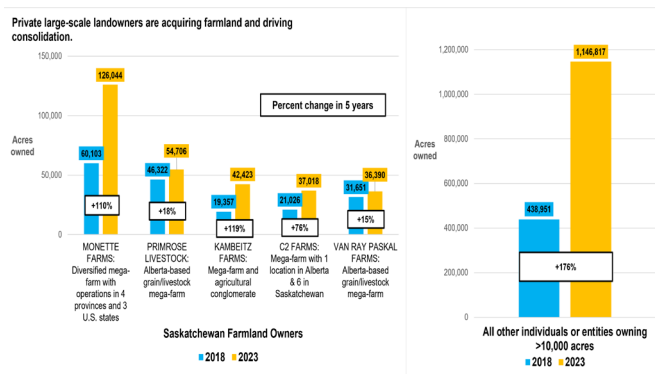 Private large-scale landowners are acquiring farmland and driving
consolidation.
150,000
100,000
50,000
0
Acres
owned
126,044
60,103
+110%
46,322
54,706
+18%
19,357
42,423
+119%
21,026
37,018
+76%
31,651
36,390
+15%
Percent change in 5 years
MONETTE
FARMS:
Diversified mega-
farm with
operations in 4
provinces and 3
U.S. states
PRIMROSE
LIVESTOCK:
Alberta-based
grain/livestock
mega-farm
KAMBEITZ
FARMS:
Mega-farm and
agricultural
conglomerate
C2 FARMS:
Mega-farm with 1
location in Alberta
& 6 in
Saskatchewan
VAN RAY PASKAL
FARMS:
Alberta-based
grain/livestock
mega-farm
Saskatchewan Farmland Owners
2018 2023
1,200,000
1,000,000
800,000
600,000
400,000
200,000
0
Acres
owned
1,146,817
438,951
+176%
All other individuals or entities owning
>10,000 acres
2018 2023